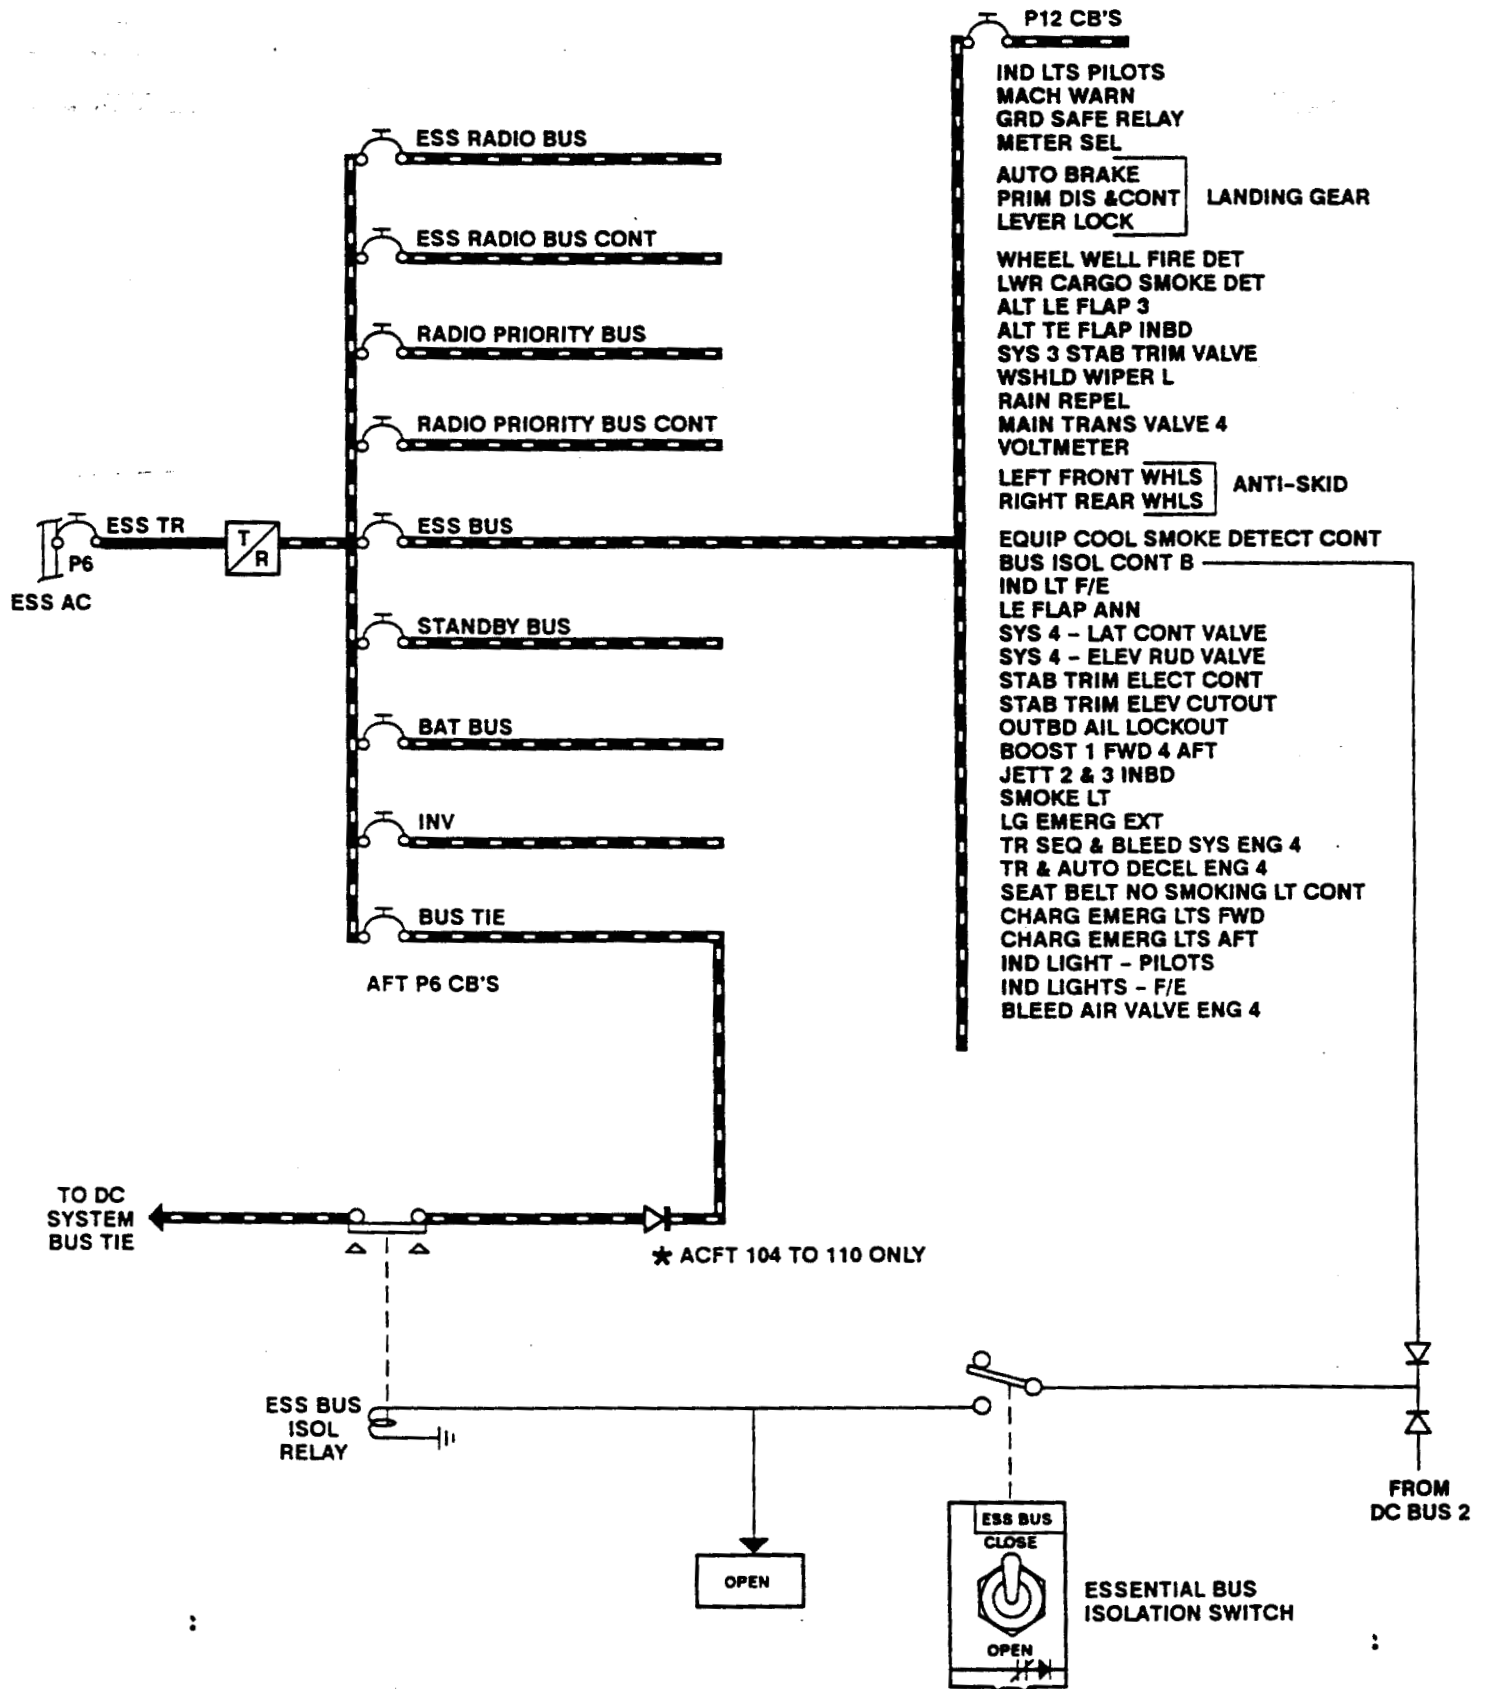 P12 CB'S
IND LTS PILOTS
MACH WARN
GRD SAFE RELAY
METER SEL
AUTO BRAKE
PRIM DIS &CONT
LEVER LOCK
LANDING GEAR
WHEEL WELL FIRE DET
LWR CARGO SMOKE DET
ALT LE FLAP 3
ALT TE FLAP INBD
SYS 3 STAB TRIM VALVE
WSHLD WIPER L
RAIN REPEL
MAIN TRANS VALVE 4
VOLTMETER
LEFT FRONT WHLS
RIGHT REAR WHLS
ANTI-SKID
EQUIP COOL SMOKE DETECT CONT
BUS ISOL CONT B
IND LT F/E
LE FLAP ANN
SYS 4 - LAT CONT VALVE
SYS 4 - ELEV RUD VALVE
STAB TRIM ELECT CONT
STAB TRIM ELEV CUTOUT
OUTBD AIL LOCKOUT
BOOST 1 FWD 4 AFT
JETT 2 & 3 INBD
SMOKE LT
LG EMERG EXT
TR SEQ & BLEED SYS ENG 4
TR & AUTO DECEL ENG 4
SEAT BELT NO SMOKING LT CONT
CHARG EMERG LTS FWD
CHARG EMERG LTS AFT
IND LIGHT - PILOTS
IND LIGHTS - F/E
BLEED AIR VALVE ENG 4
ESS RADIO BUS
ESS RADIO BUS CONT
RADIO PRIORITY BUS
RADIO PRIORITY BUS CONT
ESS BUS
STANDBY BUS
BAT BUS
INV
BUS TIE
AFT P6 CB'S
ESS TR
P6
ESS AC
T
R
TO DC
SYSTEM
BUS TIE
* ACFT 104 TO 110 ONLY
ESS BUS
ISOL
RELAY
OPEN
ESS BUS
CLOSE
OPEN
ESSENTIAL BUS
ISOLATION SWITCH
FROM
DC BUS 2